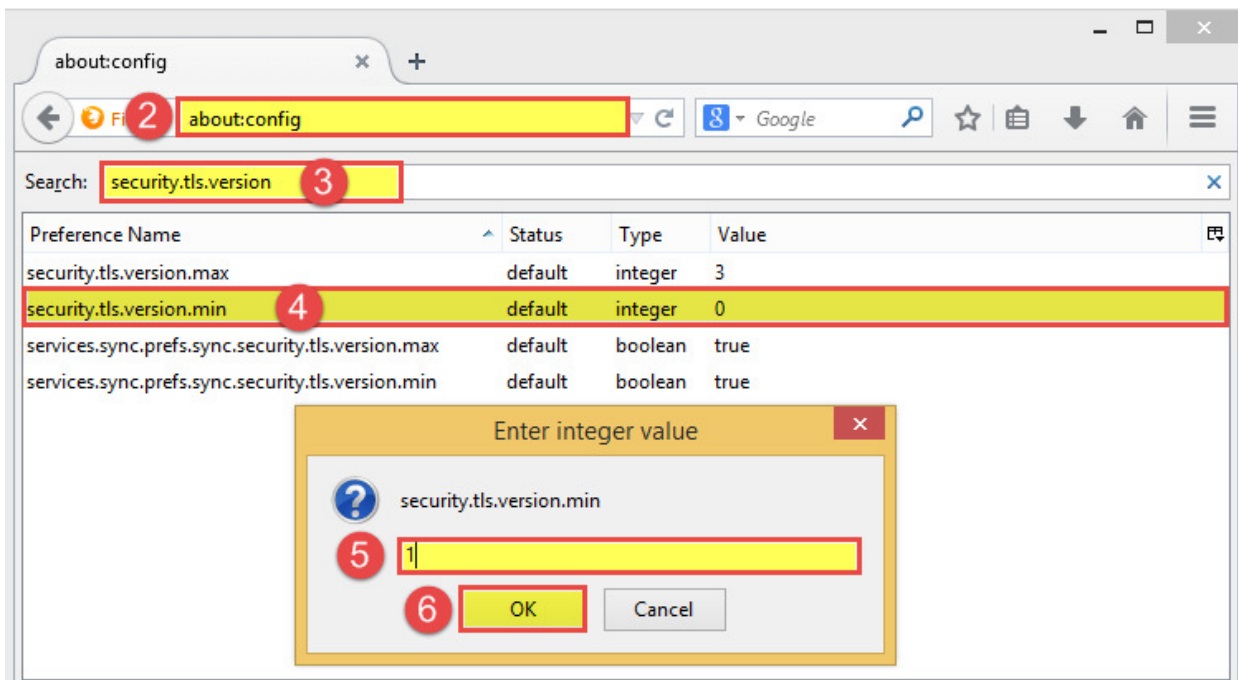 about:config
2
Fi
about:config
8 Google
Search: security.tls.version 3
Preference Name Status Type Value
security.tls.version.max default integer 3
security.tls.version.min 4 default integer 0
services.sync.prefs.sync.security.tls.version.max default boolean true
services.sync.prefs.sync.security.tls.version.min default boolean true
Enter integer value
security.tls.version.min
5 1
6 OK Cancel